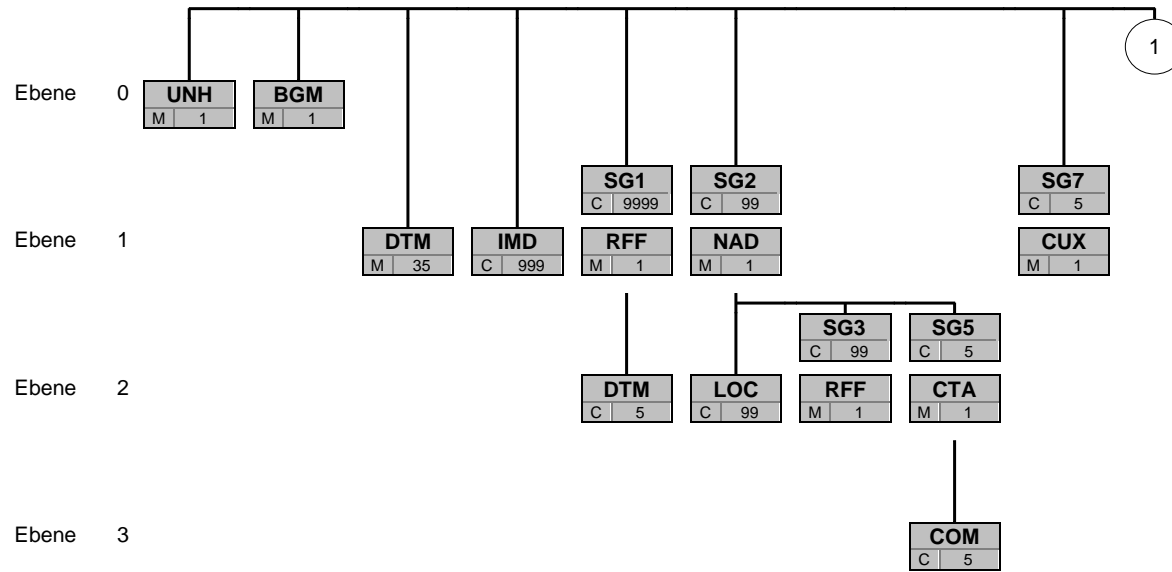 1
Ebene 0
UNH
M 1
BGM
M 1
SG1
C 9999
SG2
C 99
SG7
C 5
Ebene 1
DTM
M 35
IMD
C 999
RFF
M 1
NAD
M 1
CUX
M 1
SG3
C 99
SG5
C 5
Ebene 2
DTM
C 5
LOC
C 99
RFF
M 1
CTA
M 1
Ebene 3
COM
C 5